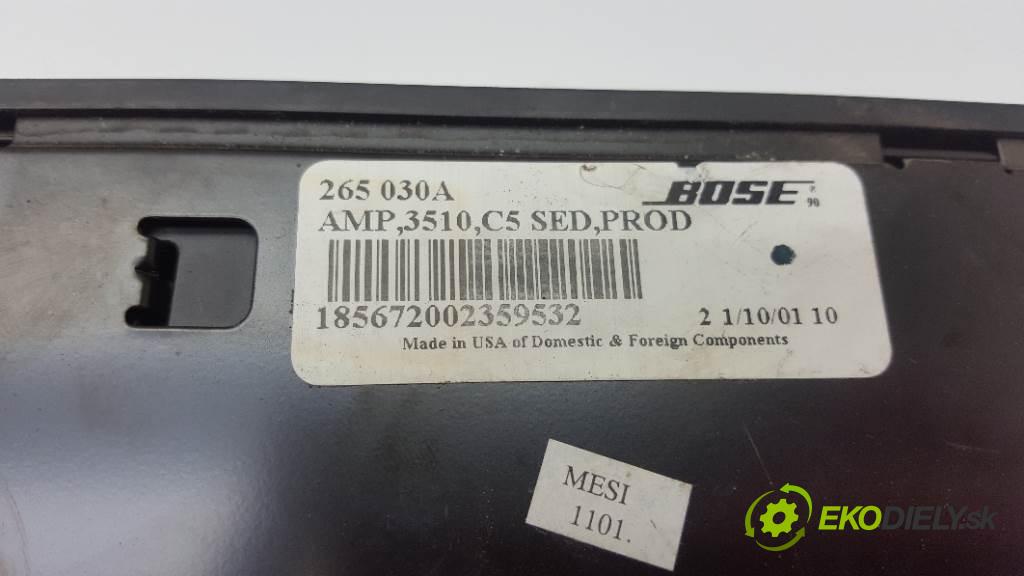 265 030A
BOSE ® 90
AMP,3510,C5 SED,PROD
185672002359532
2 1/10/01 10
Made in USA of Domestic & Foreign Components
MESI
1101.
EKODIELY.sk